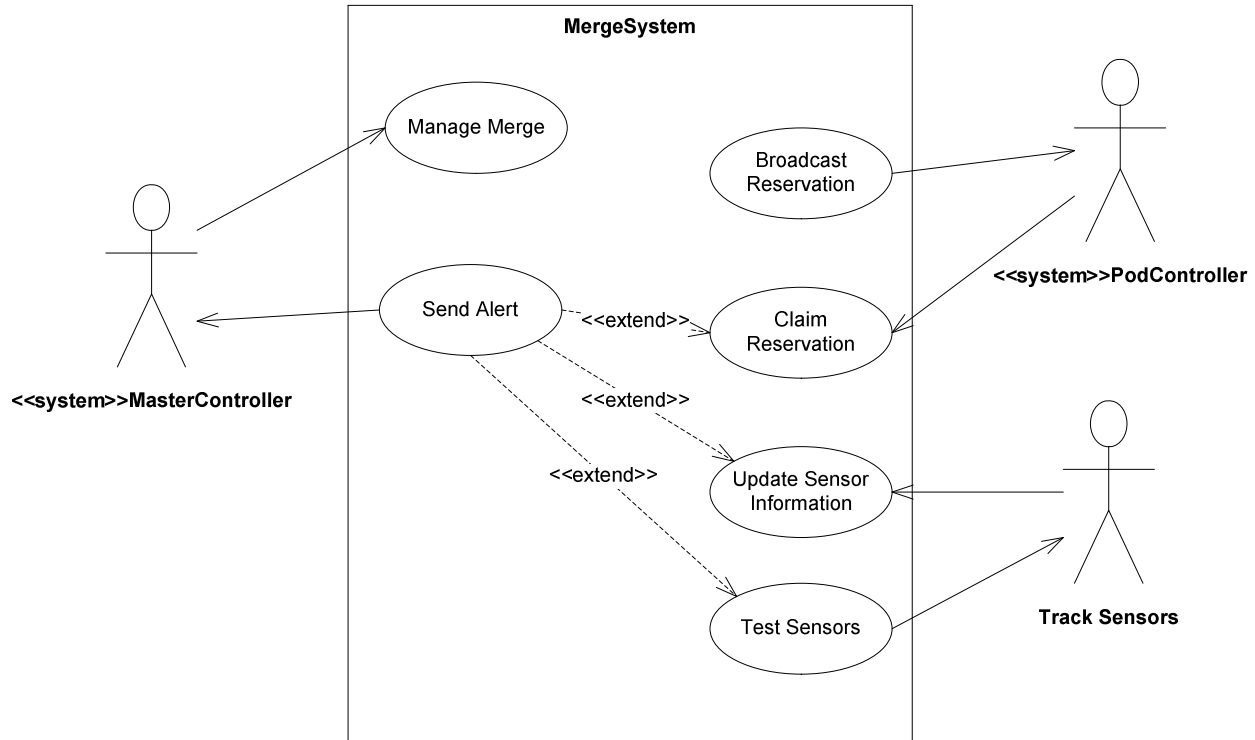 MergeSystem
Manage Merge
Broadcast
Reservation
<<system>>PodController
Send Alert
<<extend>>
Claim
Reservation
<<system>>MasterController
<<extend>>
<<extend>>
Update Sensor
Information
Test Sensors
Track Sensors